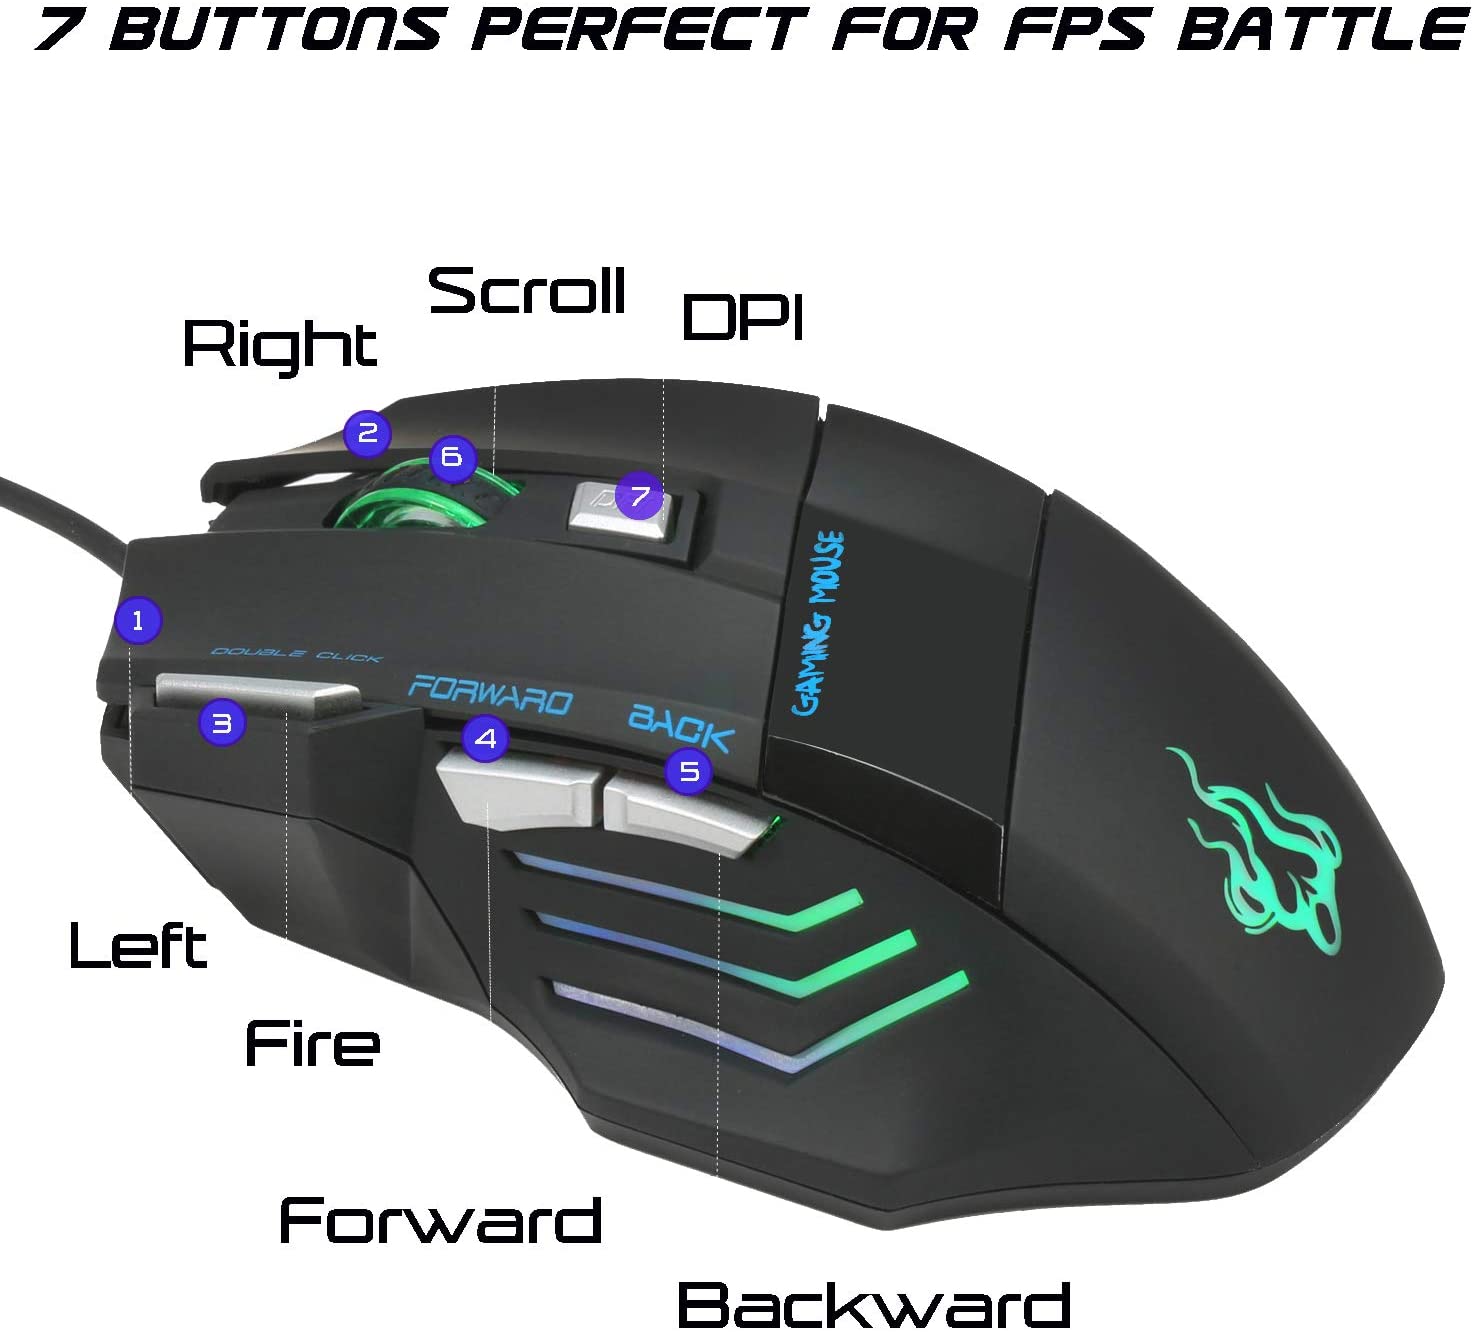 7 BUTTONS PERFECT FOR FPS BATTLE
Scroll
DPI
Right
2
6
7
GAMING MOUSE
1
DOUBLE CLICK
FORWARD
BACK
3
4
5
Left
Fire
Forward
Backward